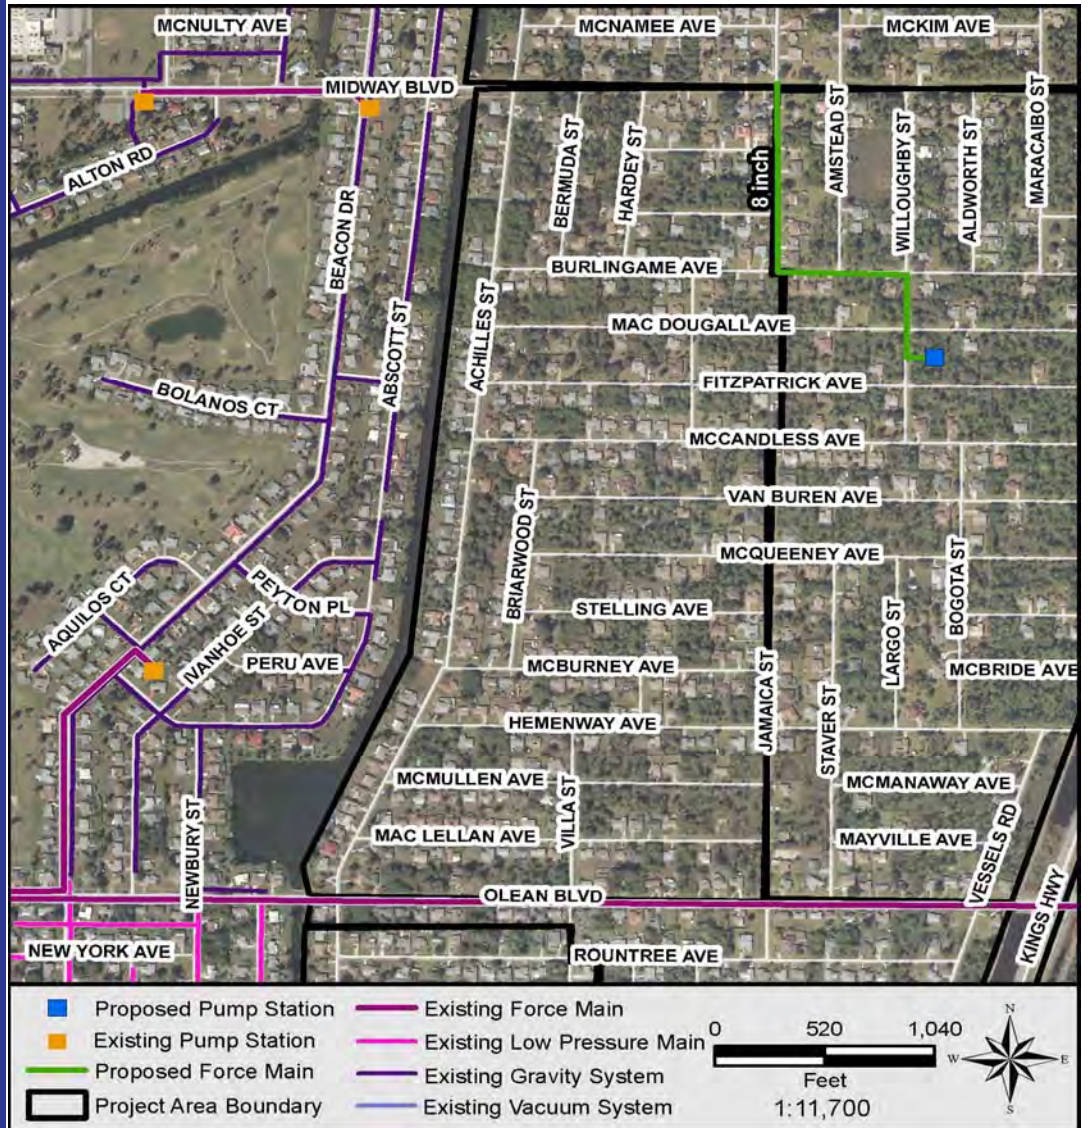 MCNULTY AVE
MCNAMEE AVE
MCKIM AVE
MIDWAY BLVD
ALTON RD
BEACON DR
ABSCOTT ST
BERMUDA ST
HARDEY ST
8 inch
AMSTEAD ST
WILLOUGHBY ST
ALDWORTH ST
MARACAIBO ST
BURLINGAME AVE
ACHILLES ST
MAC DOUGALL AVE
BOLANOS CT
FITZPATRICK AVE
MCCANDLESS AVE
BRIARWOOD ST
VAN BUREN AVE
MCQUEENEY AVE
AQUILOS CT
PEYTON PL
IVANHOE ST
STELLING AVE
LARGO ST
BOGOTA ST
PERU AVE
MCBURNEY AVE
JAMAICA ST
MCBRIDE AVE
HEMENWAY AVE
STAVER ST
NEWBURY ST
MCMULLEN AVE
VILLA ST
MCMANAWAY AVE
MAC LELLAN AVE
MAYVILLE AVE
VESSELS RD
OLEAN BLVD
KINGS HWY
NEW YORK AVE
ROUNTREE AVE
Proposed Pump Station
Existing Pump Station
Proposed Force Main
Project Area Boundary
Existing Force Main
Existing Low Pressure Main
Existing Gravity System
Existing Vacuum System
0 520 1,040
Feet
1:11,700
N
W E
S